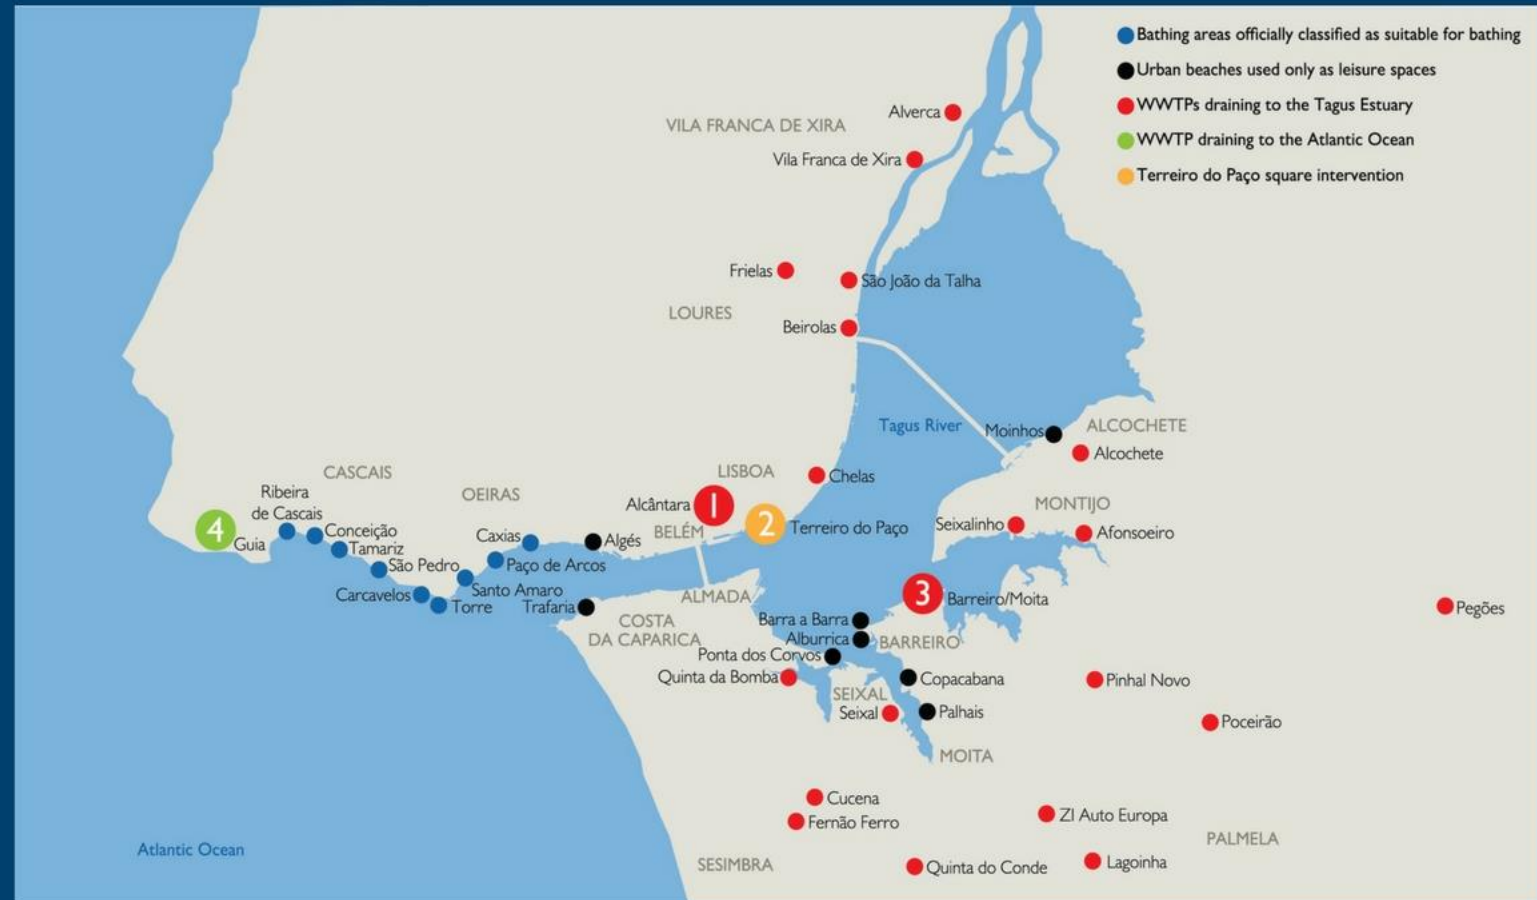 Bathing areas officially classified as suitable for bathing
Urban beaches used only as leisure spaces
WWTPs draining to the Tagus Estuary
WWTP draining to the Atlantic Ocean
Terreiro do Paço square intervention
Alverca
VILA FRANCA DE XIRA
Vila Franca de Xira
Frielas
São João da Talha
LOURES
Beirolas
Tagus River
Moinhos
ALCOCHETE
Alcochete
CASCAIS
LISBOA
Chelas
Ribeira
de Cascais
OEIRAS
Alcântara
1
MONTIJO
4
Guia
Conceição
Tamariz
Caxias
Algés
BELÉM
2
Terreiro do Paço
Seixalinho
Afonsoeiro
São Pedro
Paço de Arcos
Carcavelos
Santo Amaro
Torre
Trafaria
ALMADA
3
Barreiro/Moita
Pegões
COSTA
DA CAPARICA
Barra a Barra
Alburrica
BARREIRO
Ponta dos Corvos
Quinta da Bomba
Copacabana
Pinhal Novo
SEIXAL
Seixal
Palhais
Poceirão
MOITA
Cucena
Fernão Ferro
ZI Auto Europa
PALMELA
Atlantic Ocean
SESIMBRA
Quinta do Conde
Lagoinha